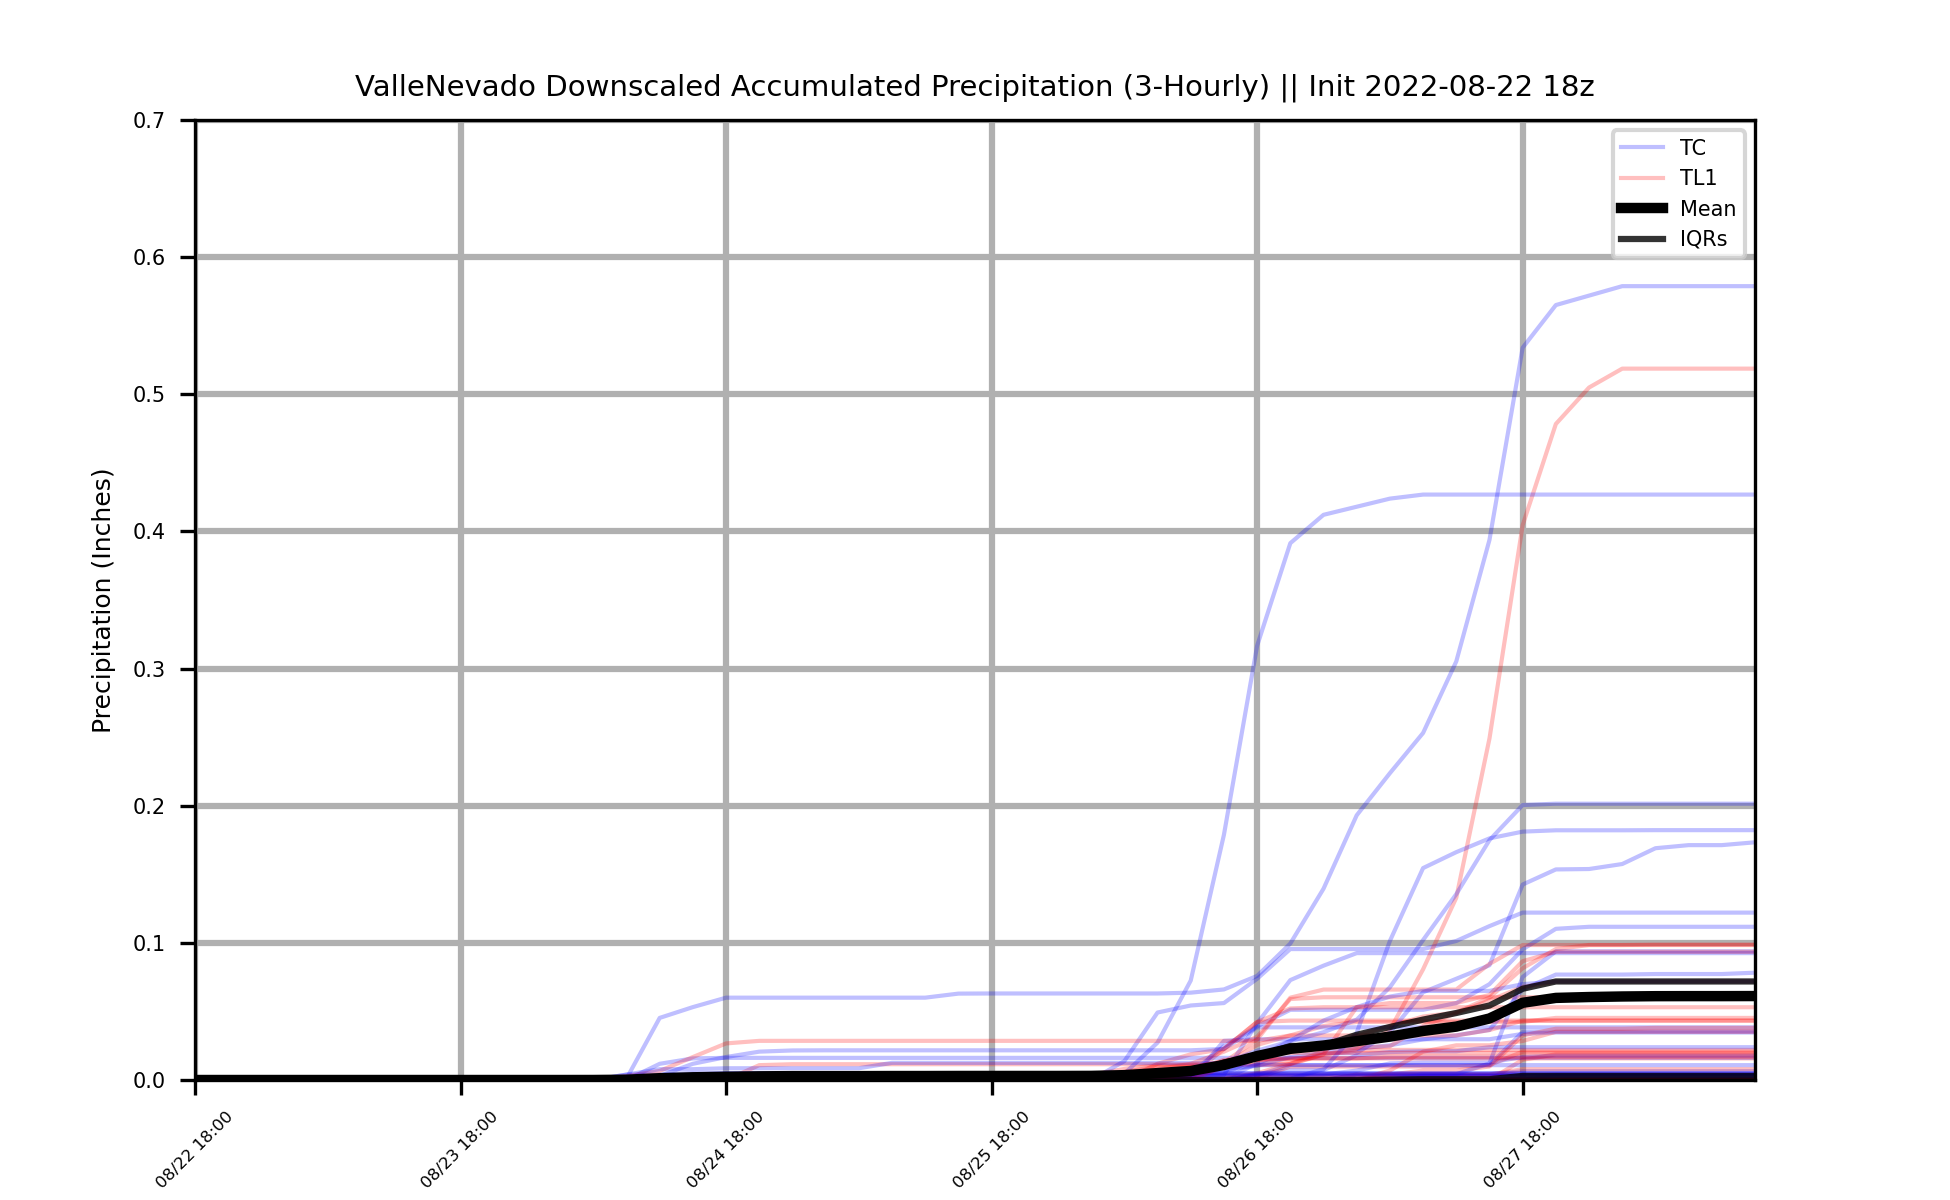 ValleNevado Downscaled Accumulated Precipitation (3-Hourly) || Init 2022-08-22 18z
TC
TL1
Mean
IQRs
Precipitation (Inches)
0.7
0.6
0.5
0.4
0.3
0.2
0.1
0.0
08/22 18:00
08/23 18:00
08/24 18:00
08/25 18:00
08/26 18:00
08/27 18:00